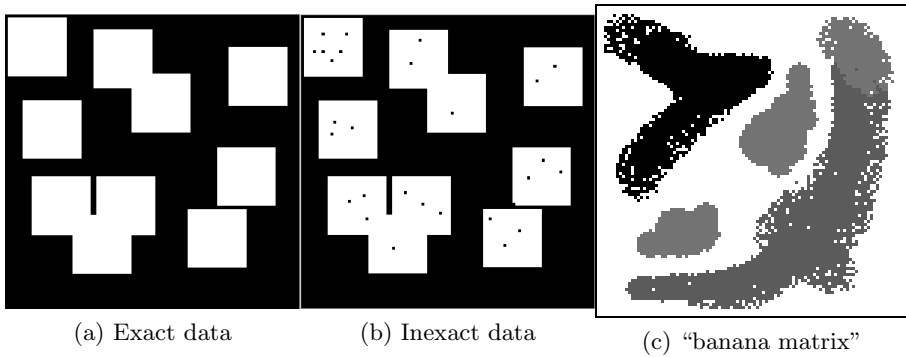 (a) Exact data
(b) Inexact data
(c) “banana matrix”